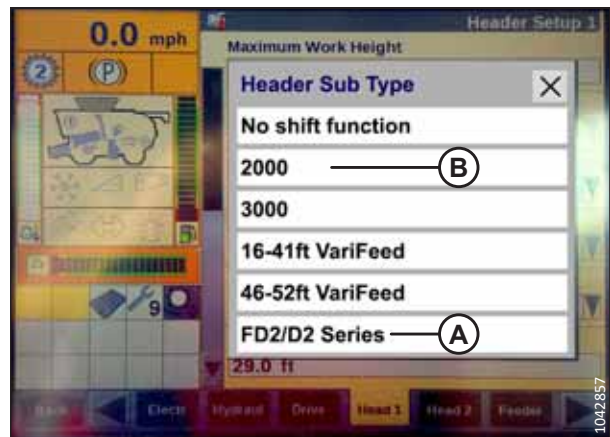 0.0 mph
Header Setup 1
Maximum Work Height
2
(P)
Header Sub Type
No shift function
2000
B
3000
16-41ft VariFeed
46-52ft VariFeed
9
FD2/D2 Series
A
29.0 ft
Back
Electr
Hydraul
Drive
Head 1
Head 2
Feeder
1042857